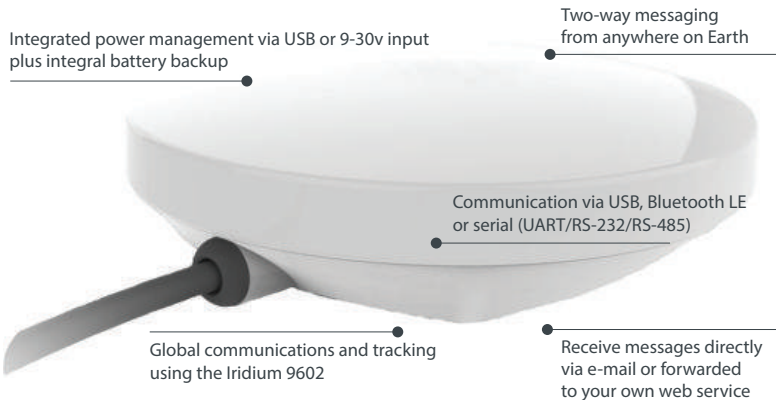 Integrated power management via USB or 9-30v input
plus integral battery backup
Two-way messaging
from anywhere on Earth
Communication via USB, Bluetooth LE
or serial (UART/RS-232/RS-485)
Global communications and tracking
using the Iridium 9602
Receive messages directly
via e-mail or forwarded
to your own web service